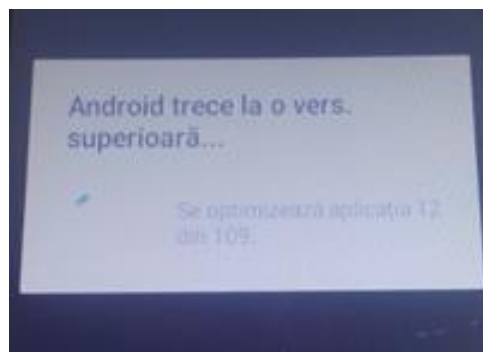 Android trece la o vers.
superioară...
Se optimizează aplicația 12
din 109.